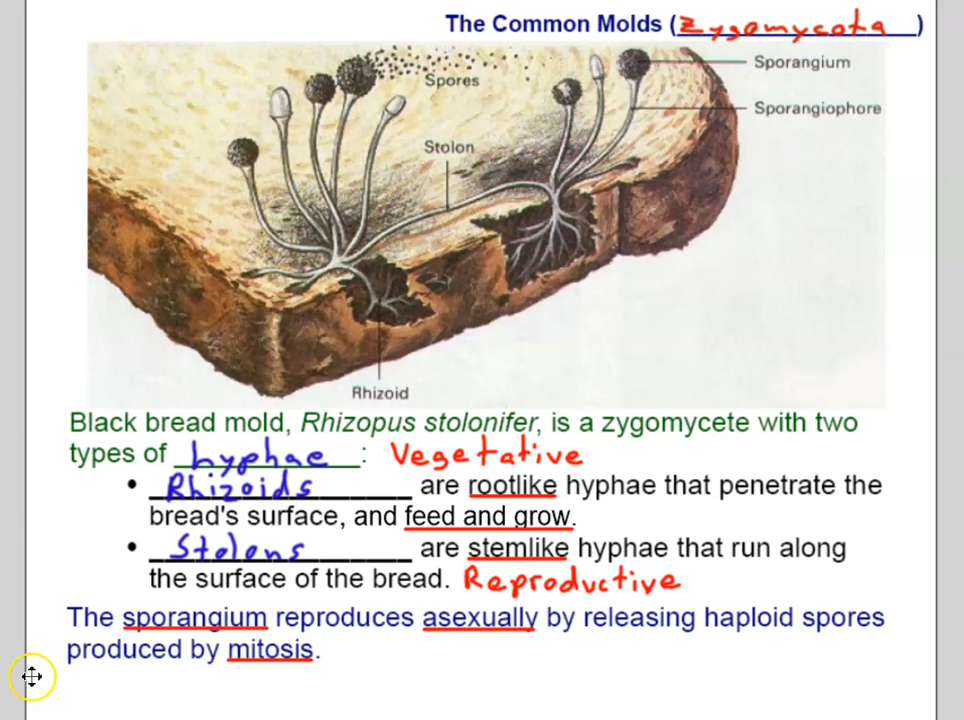 The Common Molds (Zygomycota)
Sporangium
Spores
Sporangiophore
Stolon
Rhizoid
Black bread mold, Rhizopus stolonifer, is a zygomycete with two
types of hyphae: Vegetative
• Rhizoids are rootlike hyphae that penetrate the
bread's surface, and feed and grow.
• Stolons are stemlike hyphae that run along
the surface of the bread. Reproductive
The sporangium reproduces asexually by releasing haploid spores
produced by mitosis.